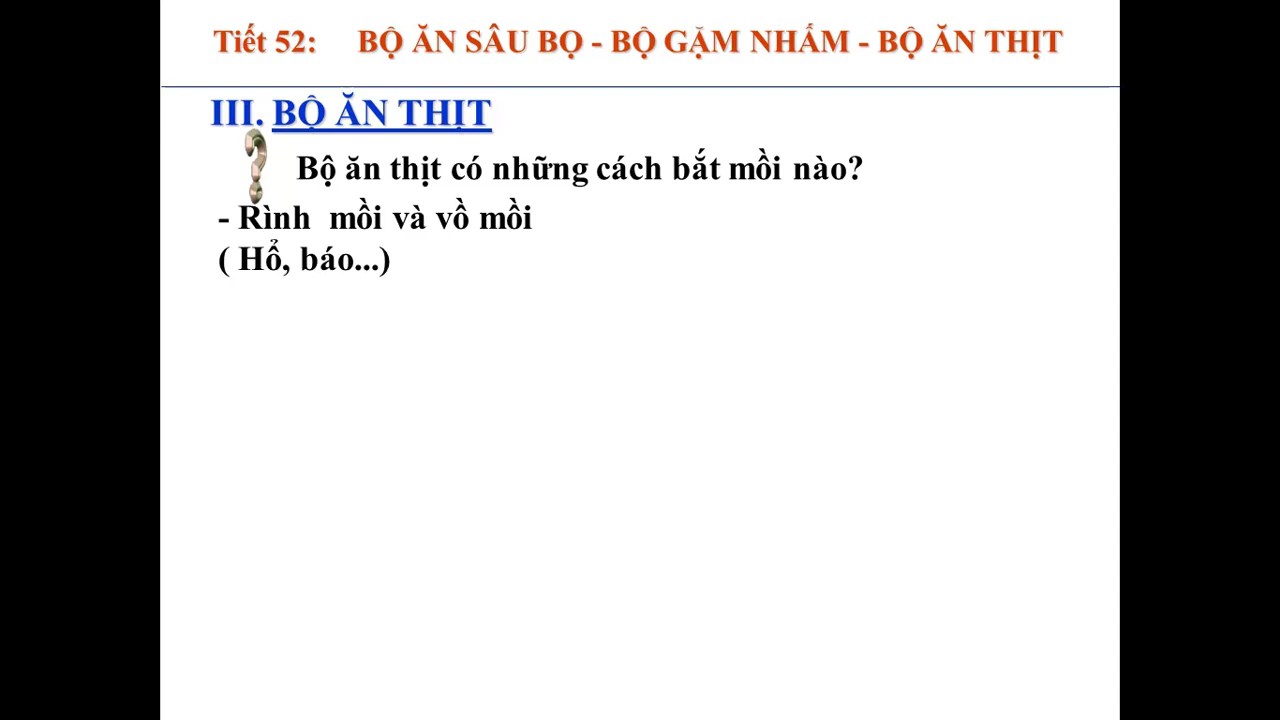 Tiết 52: BỘ ĂN SÂU BỌ - BỘ GẶM NHẤM - BỘ ĂN THỊT
III. BỘ ĂN THỊT
Bộ ăn thịt có những cách bắt mồi nào?
- Rình mồi và vồ mồi
( Hổ, báo...)